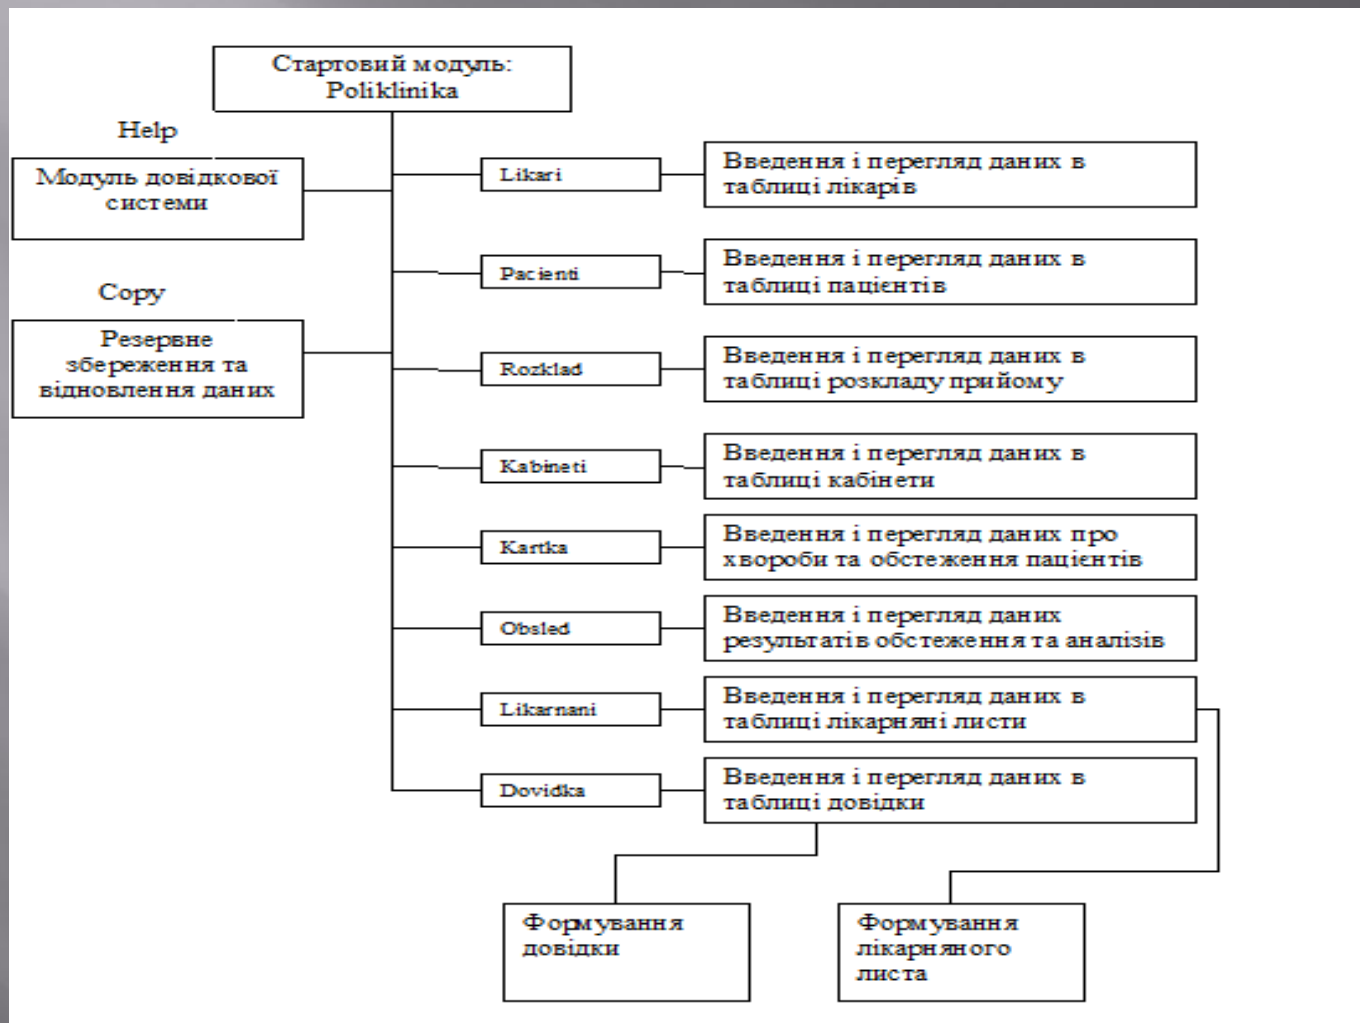 Стартовий модуль:
Poliklinika
Help
Модуль довідкової
системи
Copy
Резервне
збереження та
відновлення даних
Likari
Введення і перегляд даних в
таблиці лікарів
Pacienti
Введення і перегляд даних в
таблиці пацієнтів
Rozklad
Введення і перегляд даних в
таблиці розкладу прийому
Kabineti
Введення і перегляд даних в
таблиці кабінети
Kartka
Введення і перегляд даних про
хвороби та обстеження пацієнтів
Obsled
Введення і перегляд даних
результатів обстеження та аналізів
Likarnani
Введення і перегляд даних в
таблиці лікарняні листи
Dovidka
Введення і перегляд даних в
таблиці довідки
Формування
довідки
Формування
лікарняного
листа